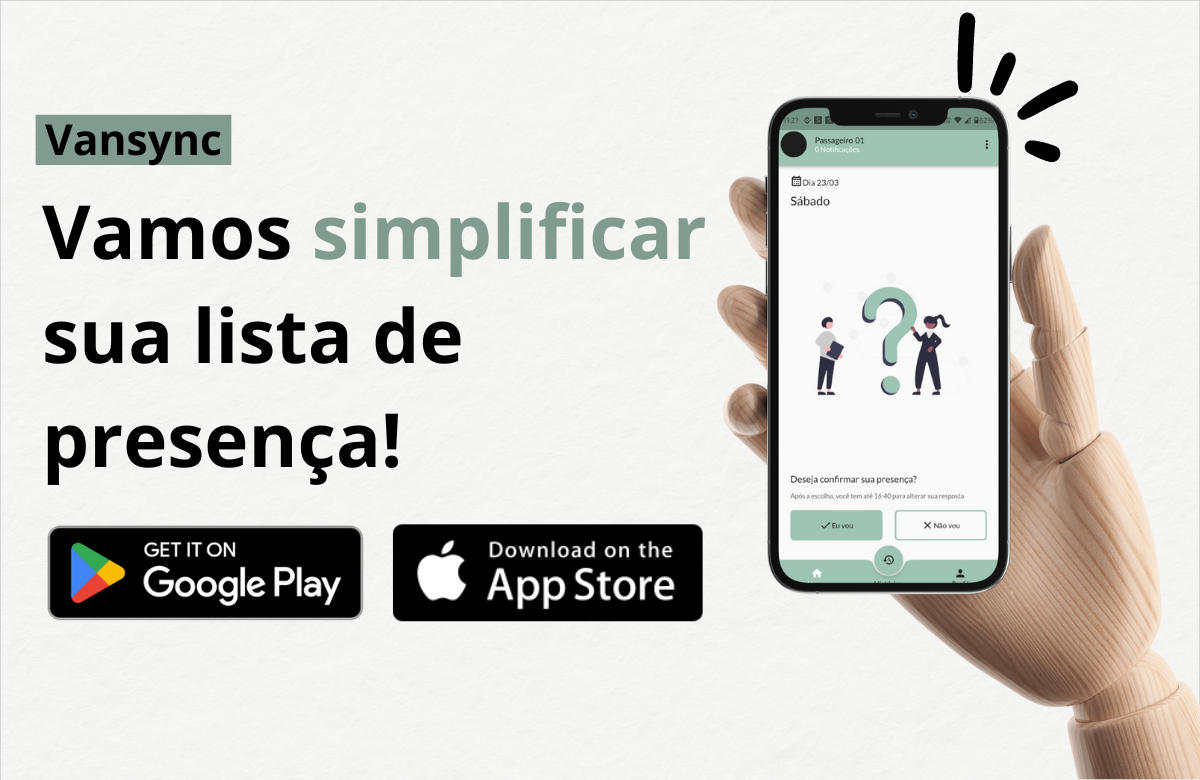 Vansync
Vamos simplificar
sua lista de
presença!
GET IT ON
Google Play
Download on the
App Store
Passageiro 01
0 Notificações
Dia 23/03
Sábado
Deseja confirmar sua presença?
Após a escolha, você tem até 16:40 para alterar sua resposta
Eu vou
Não vou